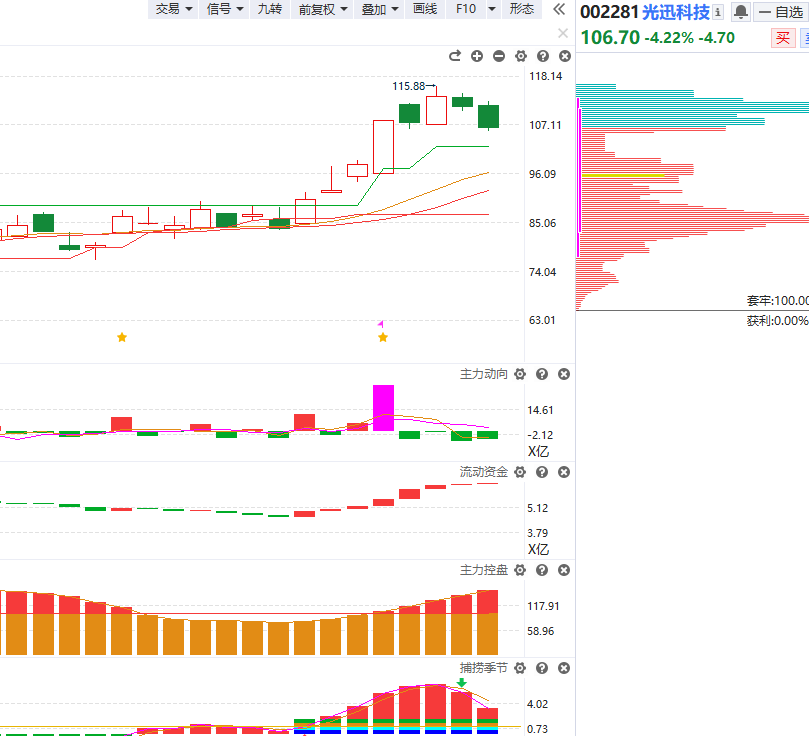 交易 信号 九转 前复权 叠加 画线 F10 形态
002281 光迅科技 i 自选
106.70 -4.22% -4.70 买
118.14
115.88
107.11
96.09
85.06
74.04
63.01
套牢:100.00
获利:0.00%
主力动向
14.61
-2.12
X亿
流动资金
5.12
3.79
X亿
主力控盘
117.91
58.96
捕捞季节
4.02
0.73